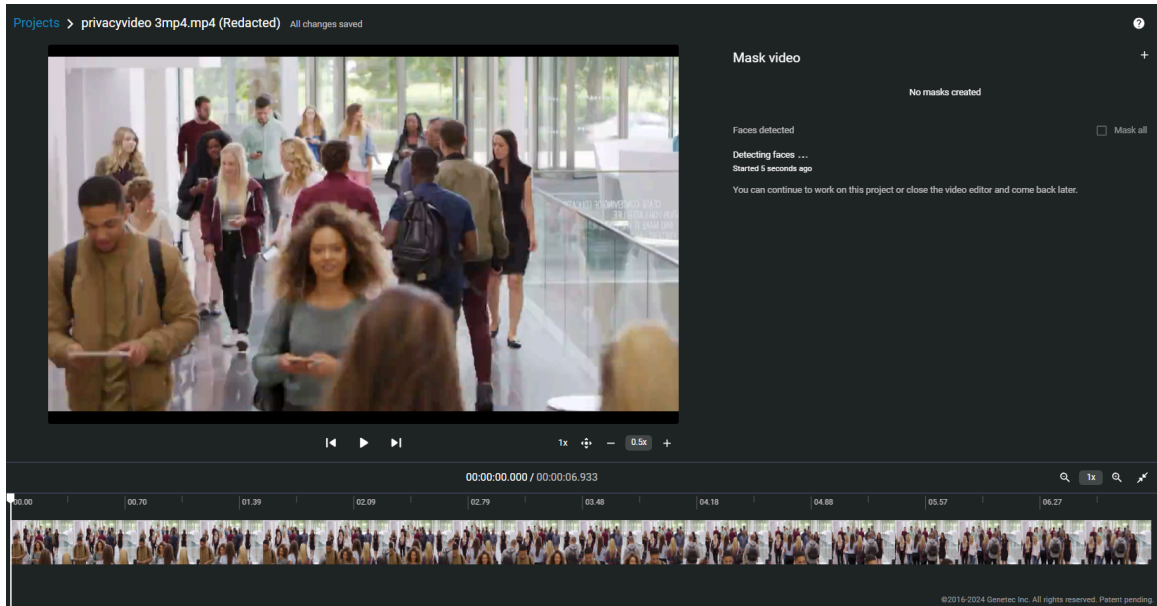 Projects > privacyvideo 3mp4.mp4 (Redacted) All changes saved
?
Mask video +
No masks created
Faces detected Mask all
Detecting faces ...
Started 5 seconds ago
You can continue to work on this project or close the video editor and come back later.
1x − 0.5x +
00:00:00.000 / 00:00:06.933
1x
00.00 00.70 01.39 02.09 02.79 03.48 04.18 04.88 05.57 06.27
©2016-2024 Genetec Inc. All rights reserved. Patent pending.